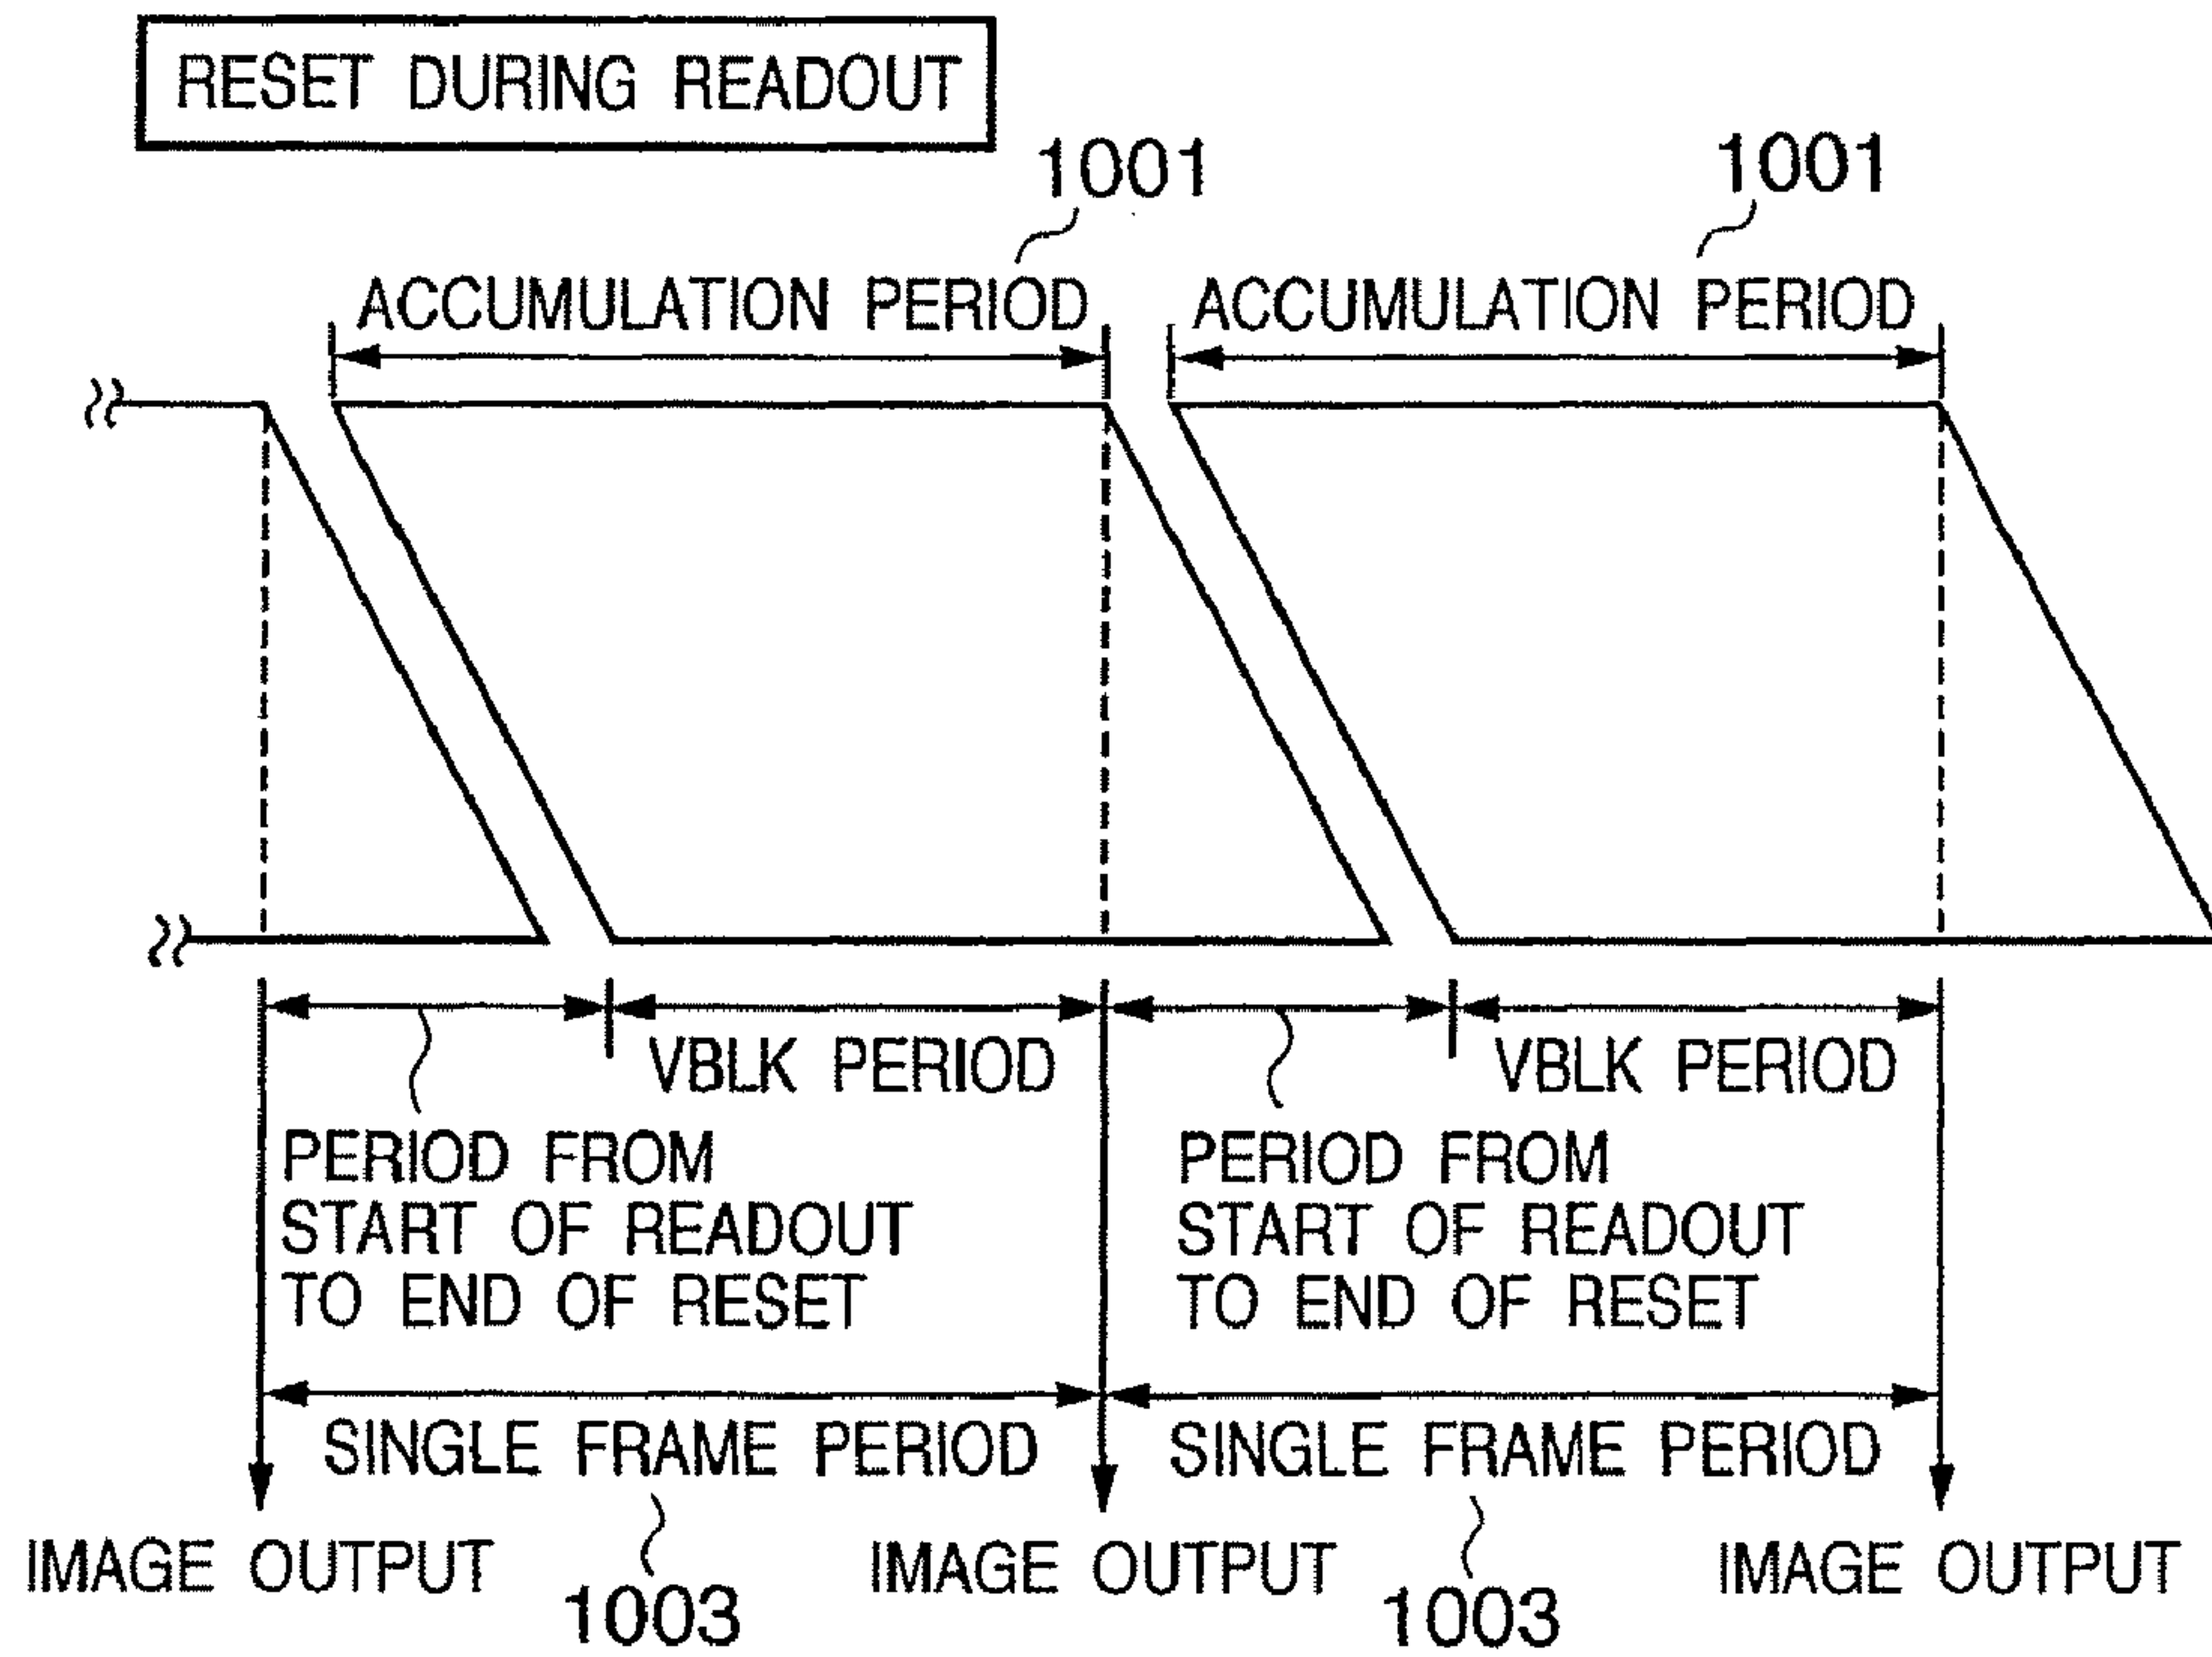 RESET DURING READOUT
1001
1001
ACCUMULATION PERIOD
ACCUMULATION PERIOD
VBLK PERIOD
VBLK PERIOD
PERIOD FROM
START OF READOUT
TO END OF RESET
PERIOD FROM
START OF READOUT
TO END OF RESET
SINGLE FRAME PERIOD
SINGLE FRAME PERIOD
IMAGE OUTPUT
IMAGE OUTPUT
IMAGE OUTPUT
1003
1003